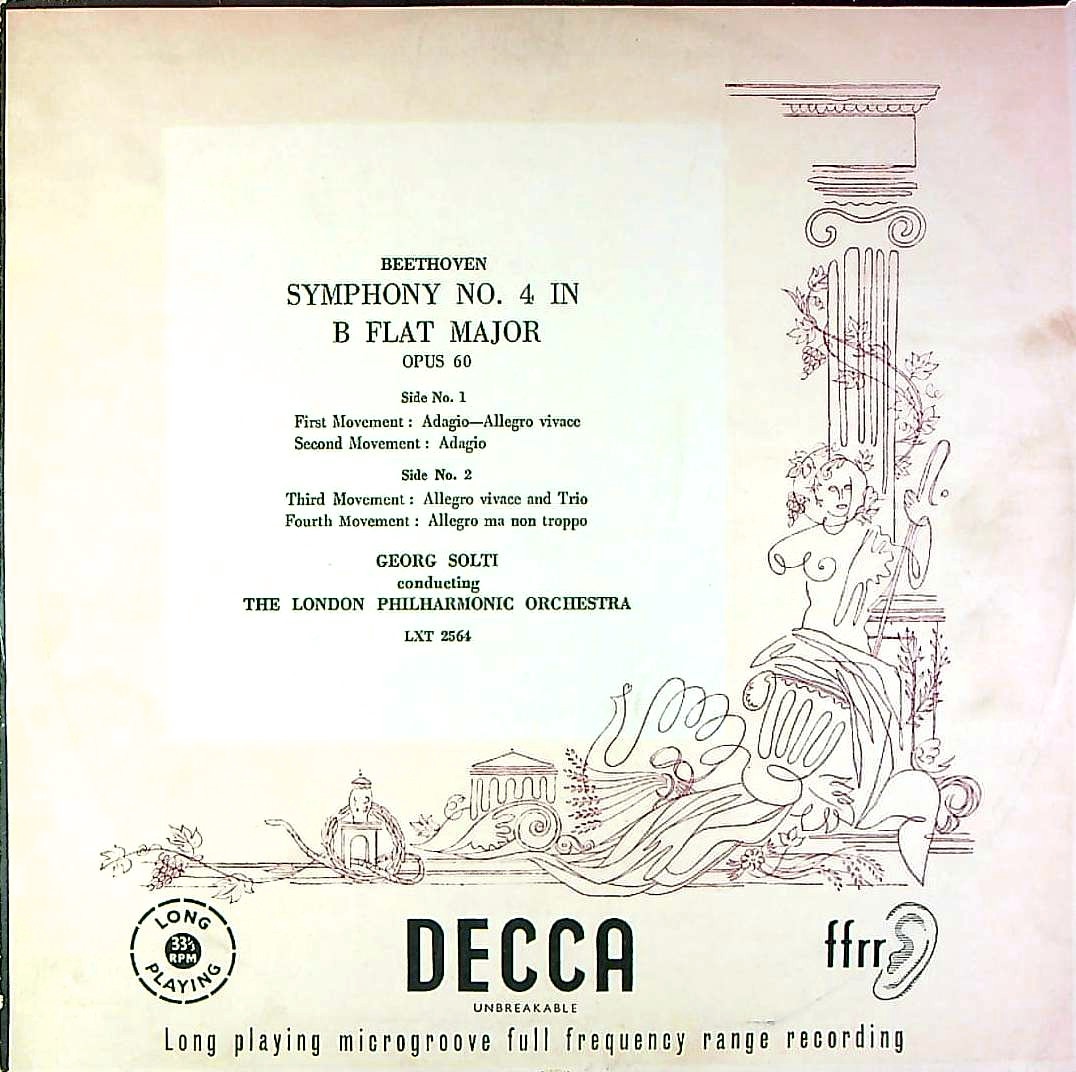 BEETHOVEN
SYMPHONY NO. 4 IN
B FLAT MAJOR
OPUS 60
Side No. 1
First Movement : Adagio—Allegro vivace
Second Movement : Adagio
Side No. 2
Third Movement : Allegro vivace and Trio
Fourth Movement : Allegro ma non troppo
GEORG SOLTI
conducting
THE LONDON PHILHARMONIC ORCHESTRA
LXT 2564
LONG
33⅓
RPM
PLAYING
DECCA
ffrr
UNBREAKABLE
Long playing microgroove full frequency range recording